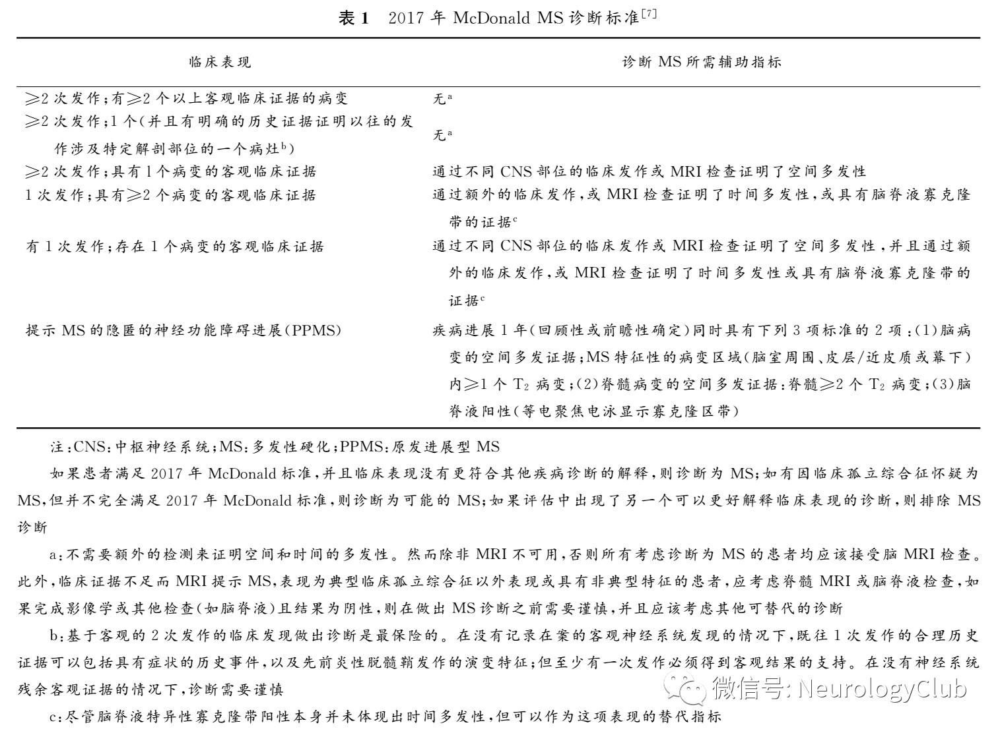 表 1 2017 年 McDonald MS 诊断标准[7]
临床表现 诊断 MS 所需辅助指标
≥2 次发作;有≥2 个以上客观临床证据的病变 无a
≥2 次发作;1 个(并且有明确的历史证据证明以往的发
作涉及特定解剖部位的一个病灶b) 无a
≥2 次发作;具有 1 个病变的客观临床证据 通过不同 CNS 部位的临床发作或 MRI 检查证明了空间多发性
1 次发作;具有≥2 个病变的客观临床证据 通过额外的临床发作,或 MRI 检查证明了时间多发性,或具有脑脊液寡克隆
带的证据c
有 1 次发作;存在 1 个病变的客观临床证据 通过不同 CNS 部位的临床发作或 MRI 检查证明了空间多发性,并且通过额
外的临床发作,或 MRI 检查证明了时间多发性或具有脑脊液寡克隆带的
证据c
提示 MS 的隐匿的神经功能障碍进展(PPMS) 疾病进展 1 年(回顾性或前瞻性确定)同时具有下列 3 项标准的 2 项:(1)脑病
变的空间多发证据;MS 特征性的病变区域(脑室周围、皮层/近皮质或幕下)
内≥1 个 T2 病变;(2)脊髓病变的空间多发证据:脊髓≥2 个 T2 病变;(3)脑
脊液阳性(等电聚焦电泳显示寡克隆区带)
注:CNS:中枢神经系统;MS:多发性硬化;PPMS:原发进展型 MS
如果患者满足 2017 年 McDonald 标准,并且临床表现没有更符合其他疾病诊断的解释,则诊断为 MS;如有因临床孤立综合征怀疑为
MS,但并不完全满足 2017 年 McDonald 标准,则诊断为可能的 MS;如果评估中出现了另一个可以更好解释临床表现的诊断,则排除 MS
诊断
a:不需要额外的检测来证明空间和时间的多发性。然而除非 MRI 不可用,否则所有考虑诊断为 MS 的患者均应该接受脑 MRI 检查。
此外,临床证据不足而 MRI 提示 MS,表现为典型临床孤立综合征以外表现或具有非典型特征的患者,应考虑脊髓 MRI 或脑脊液检查,如
果完成影像学或其他检查(如脑脊液)且结果为阴性,则在做出 MS 诊断之前需要谨慎,并且应该考虑其他可替代的诊断
b:基于客观的 2 次发作的临床发现做出诊断是最保险的。在没有记录在案的客观神经系统发现的情况下,既往 1 次发作的合理历史
证据可以包括具有症状的历史事件,以及先前炎性脱髓鞘发作的演变特征;但至少有一次发作必须得到客观结果的支持。在没有神经系统
残余客观证据的情况下,诊断需要谨慎
微信号: NeurologyClub
c:尽管脑脊液特异性寡克隆带阳性本身并未体现出时间多发性,但可以作为这项表现的替代指标